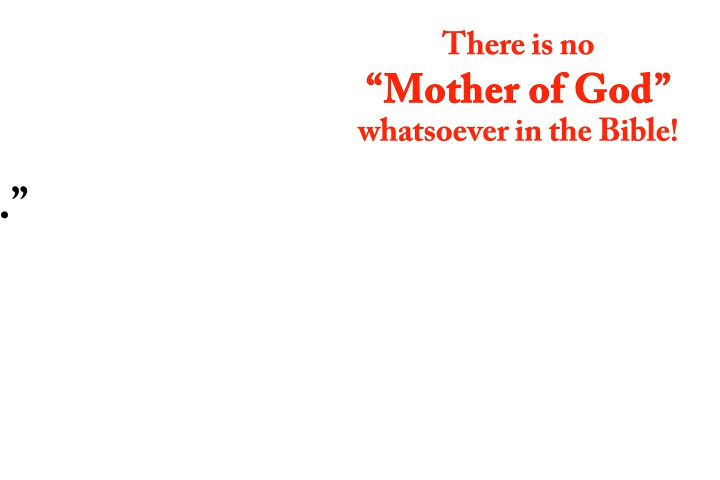 There is no
“Mother of God”
whatsoever in the Bible!
.”